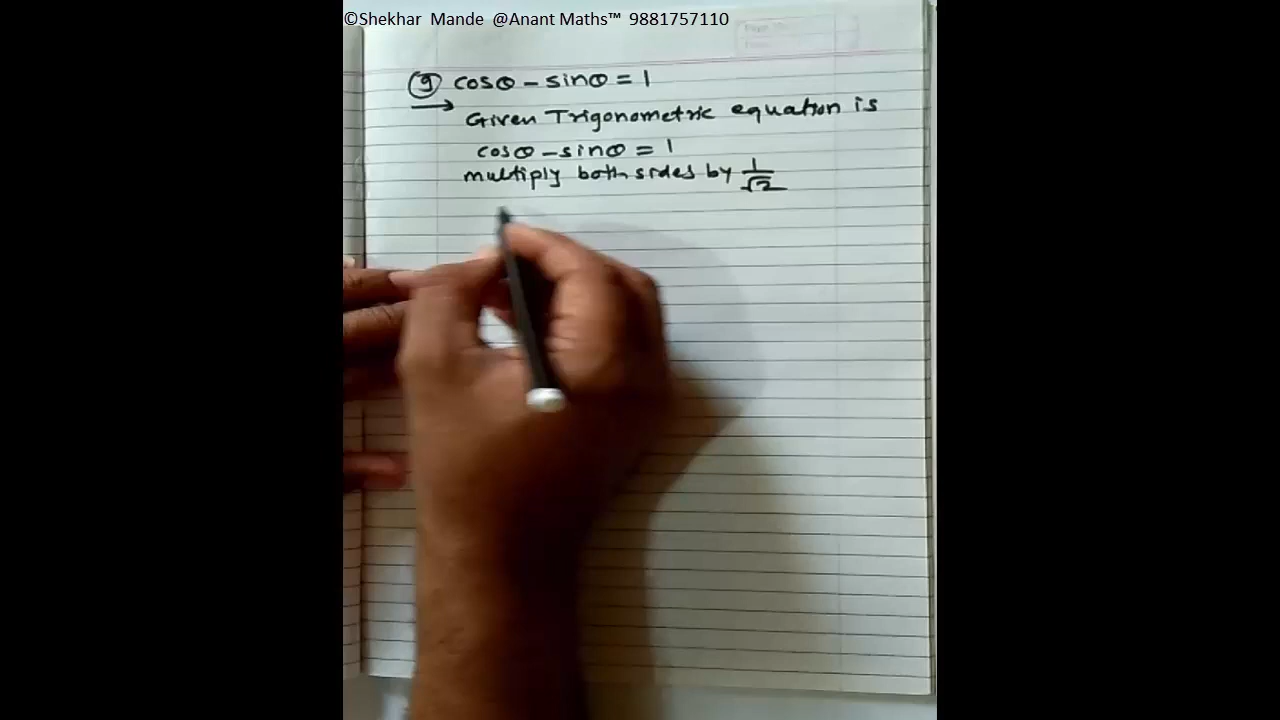 ©Shekhar Mande @Anant Maths™ 9881757110
⑨ cosθ - sinθ = 1
→ Given Trigonometric equation is
cosθ - sinθ = 1
multiply both sides by 1/√2